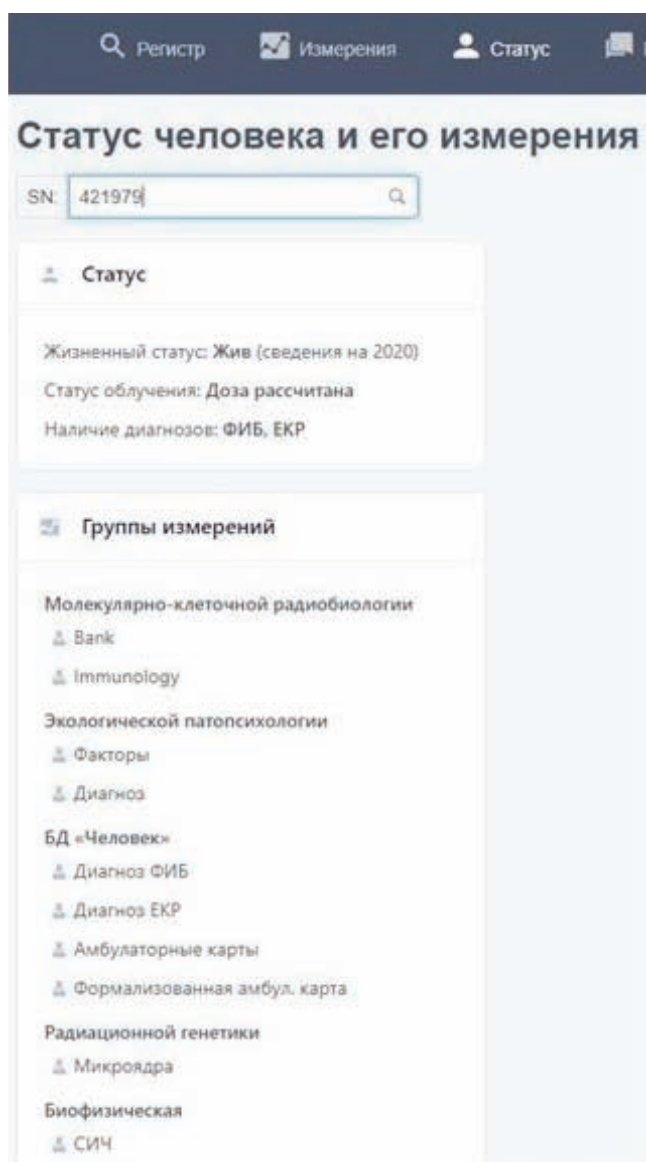 Регистр Измерения Статус
Статус человека и его измерения
SN: 421979
Статус
Жизненный статус: Жив (сведения на 2020)
Статус облучения: Доза рассчитана
Наличие диагнозов: ФИБ, ЕКР
Группы измерений
Молекулярно-клеточной радиобиологии
Bank
Immunology
Экологической патопсихологии
Факторы
Диагноз
БД «Человек»
Диагноз ФИБ
Диагноз ЕКР
Амбулаторные карты
Формализованная амбул. карта
Радиационной генетики
Микроядра
Биофизическая
СИЧ